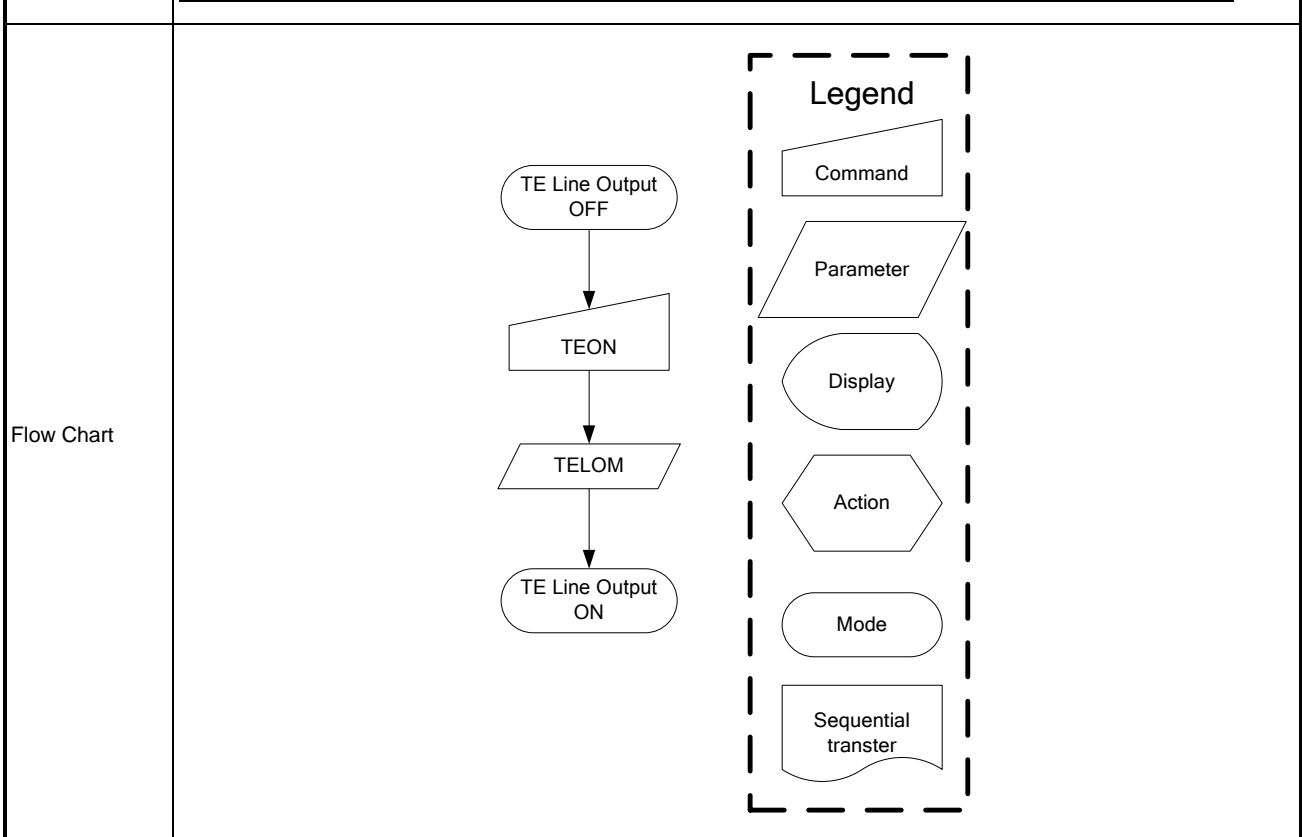 Flow Chart
TE Line Output
OFF
TEON
TELOM
TE Line Output
ON
Legend
Command
Parameter
Display
Action
Mode
Sequential
transter